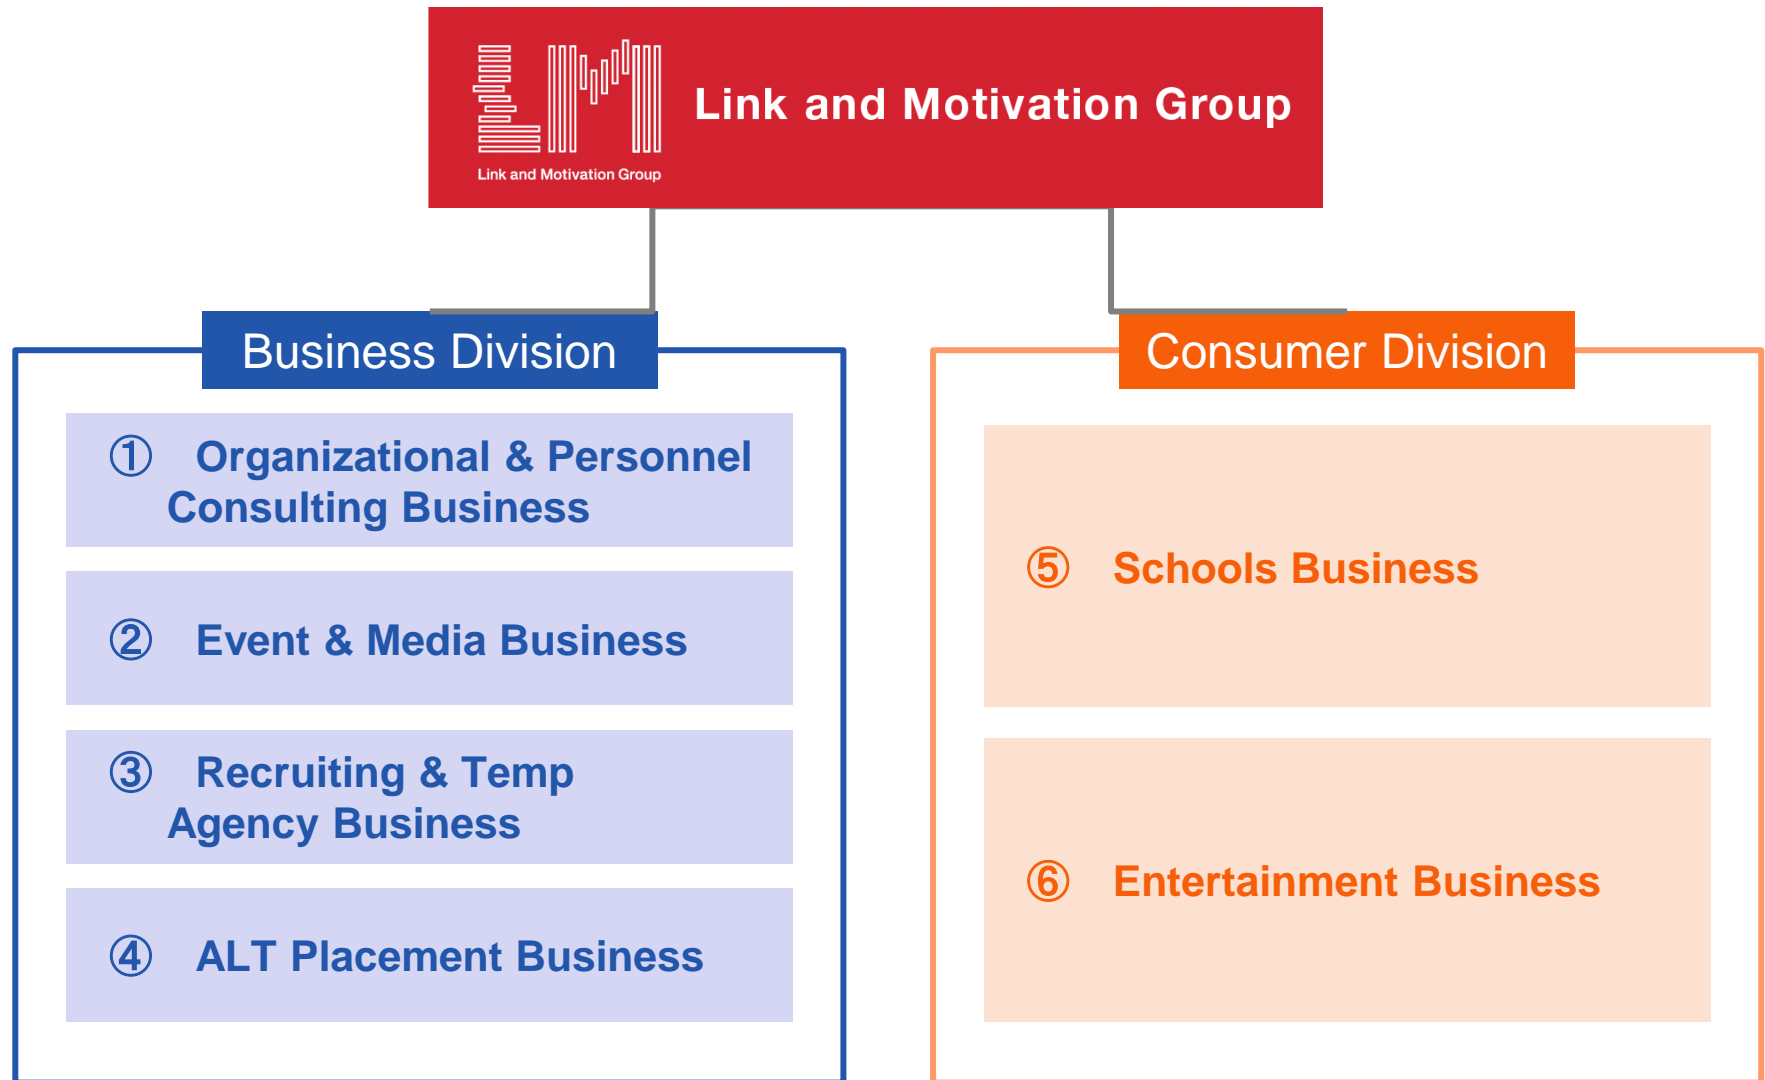 LM
Link and Motivation Group
Link and Motivation Group
Business Division
① Organizational & Personnel
Consulting Business
② Event & Media Business
③ Recruiting & Temp
Agency Business
④ ALT Placement Business
Consumer Division
⑤ Schools Business
⑥ Entertainment Business